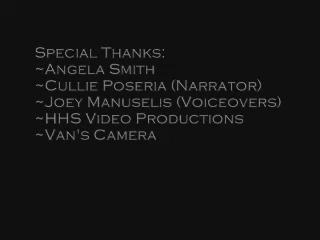 Special Thanks:
~Angela Smith
~Cullie Poseria (Narrator)
~Joey Manuselis (Voiceovers)
~HHS Video Productions
~Van's Camera